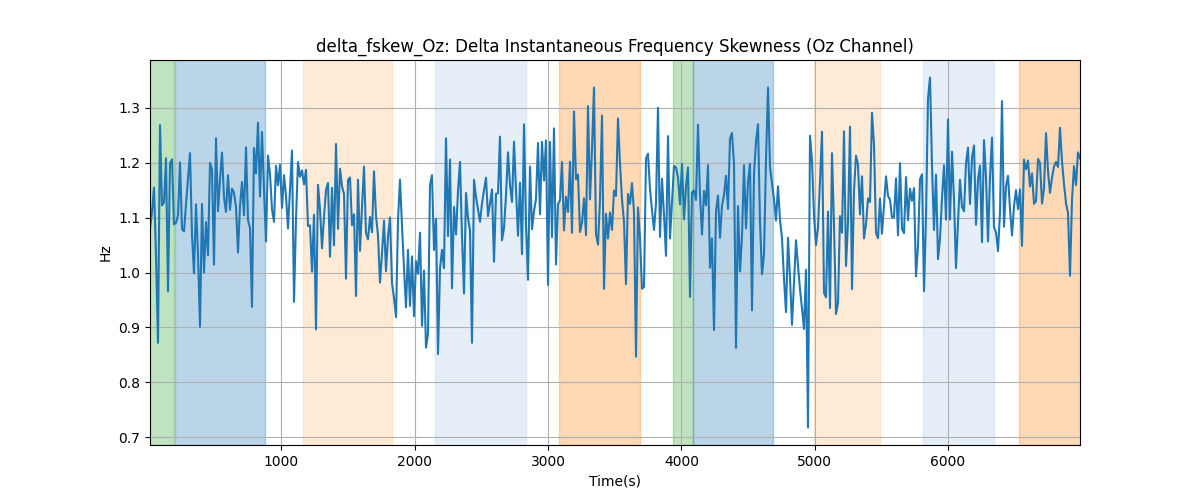 delta_fskew_Oz: Delta Instantaneous Frequency Skewness (Oz Channel)
Hz
1.3
1.2
1.1
1.0
0.9
0.8
0.7
1000 2000 3000 4000 5000 6000
Time(s)